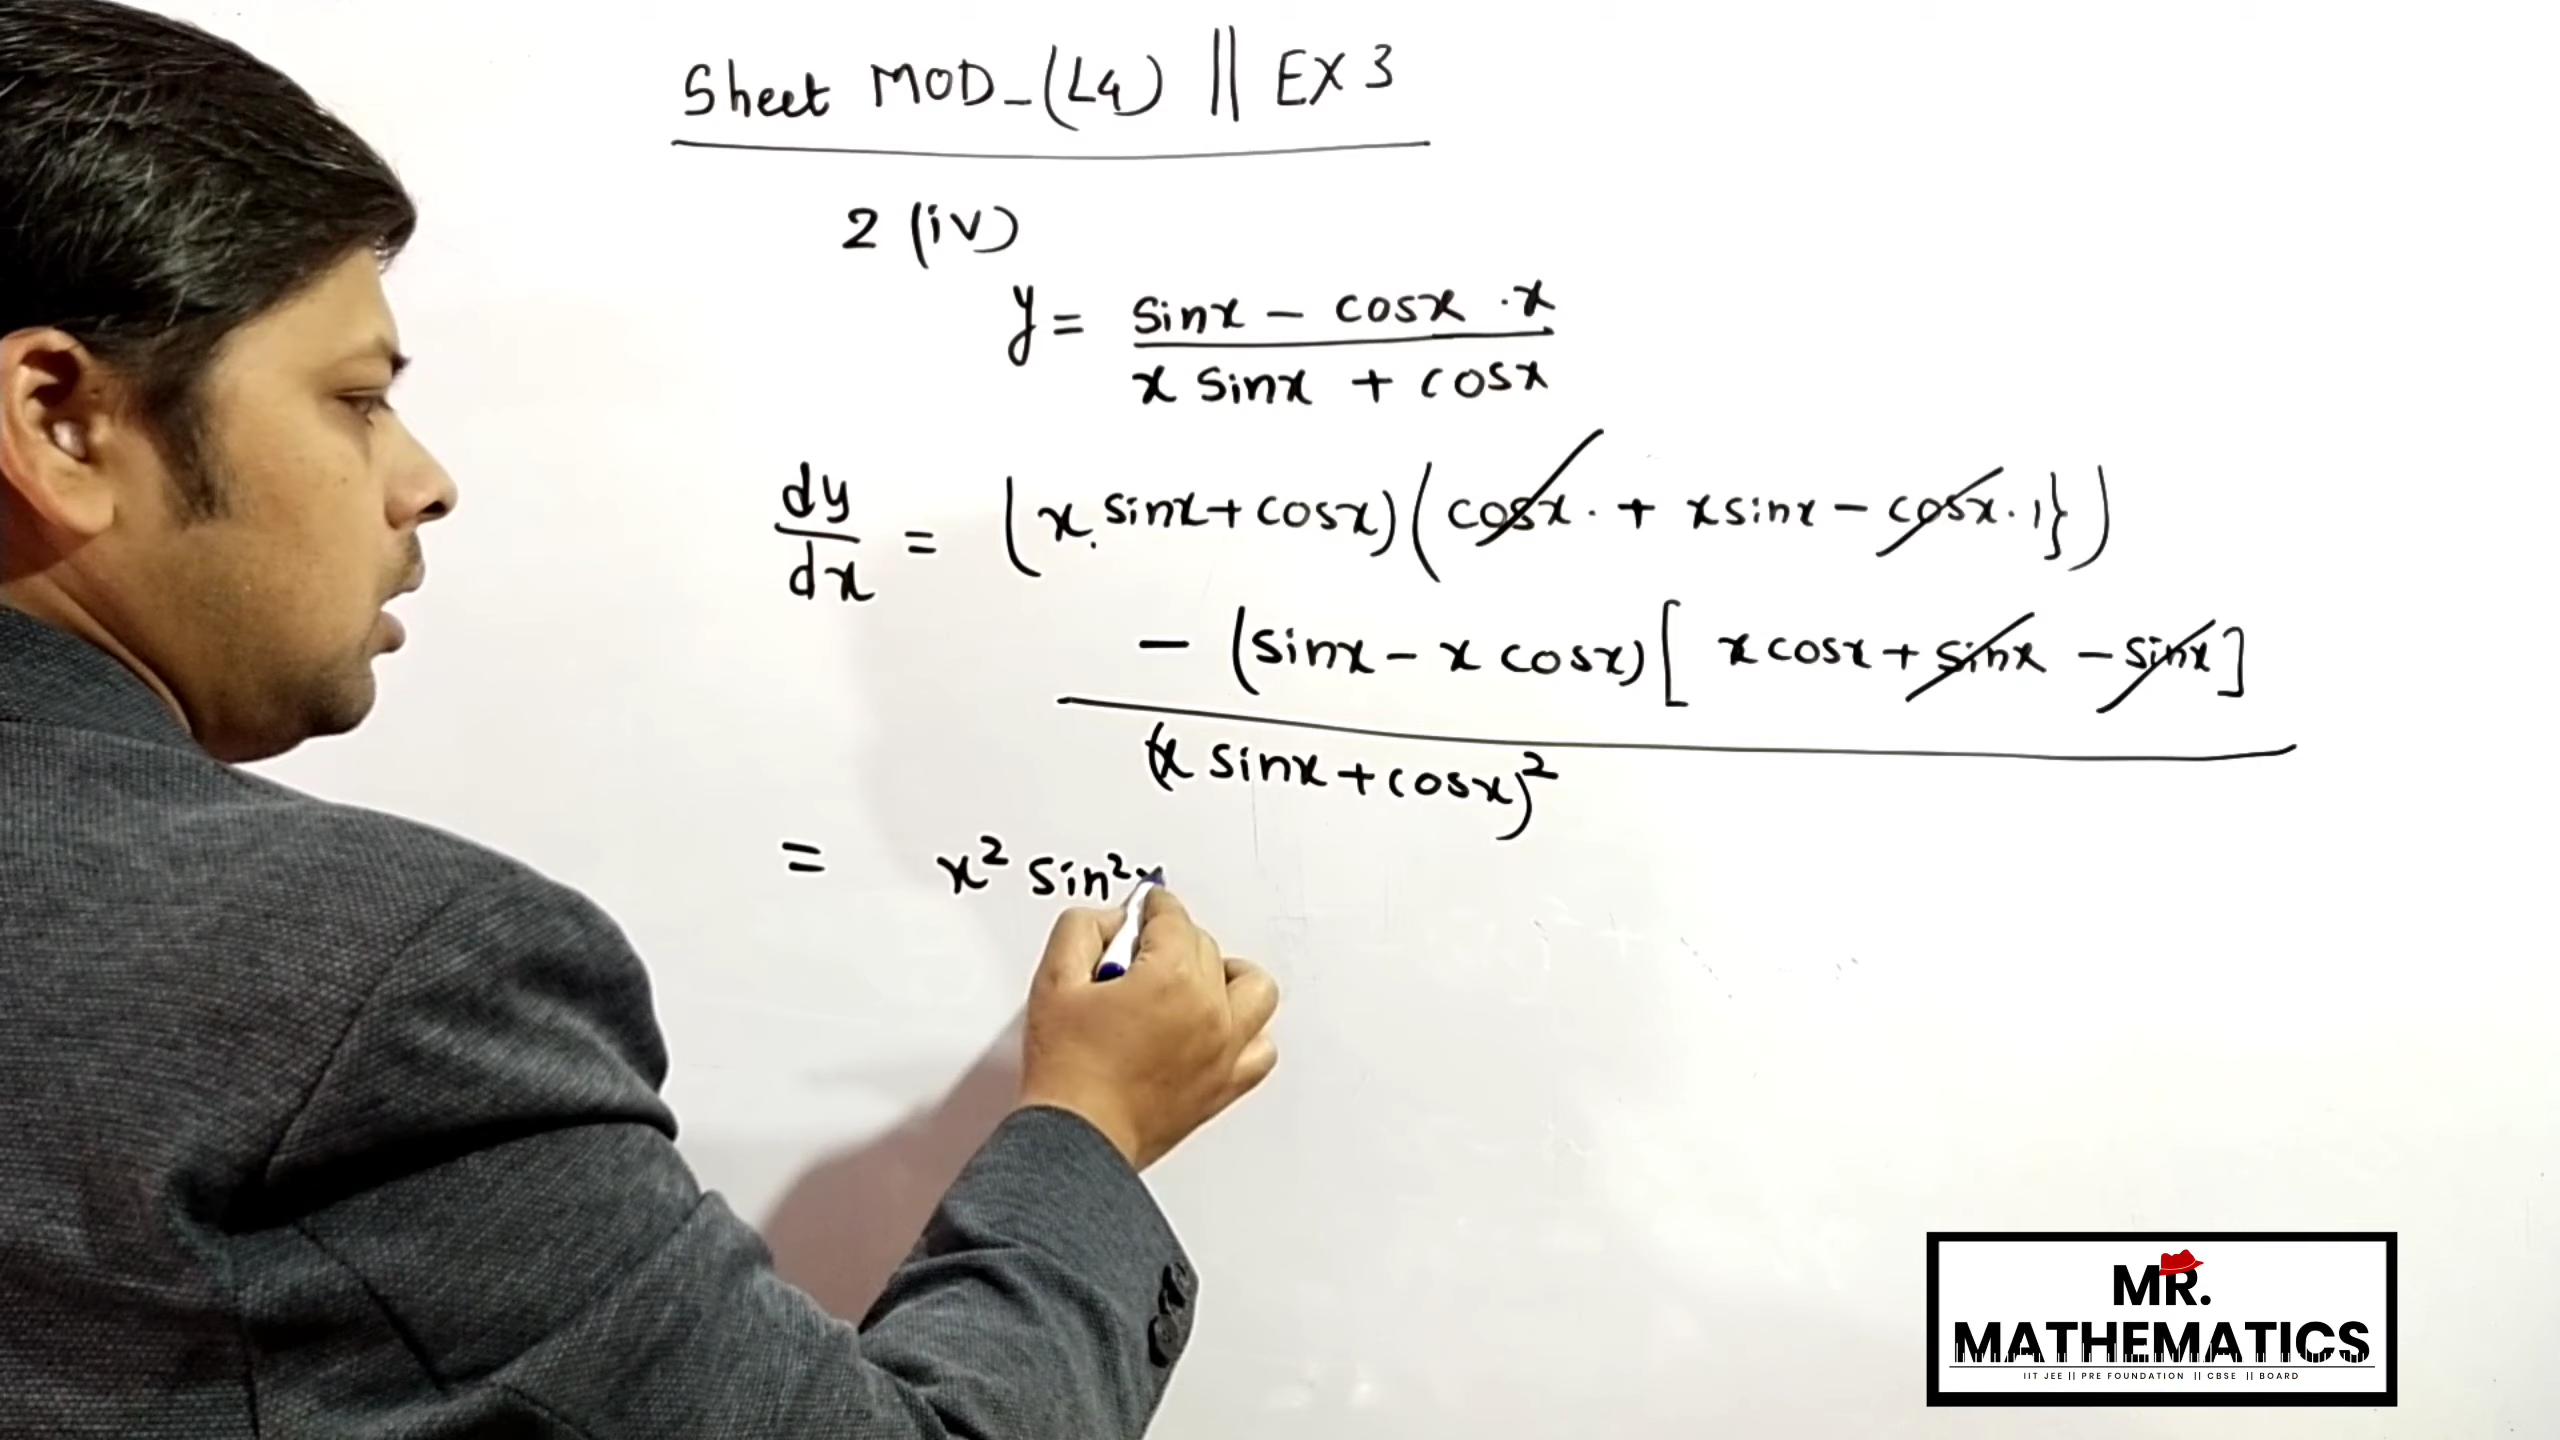 Sheet MOD_(L4) || EX 3
2 (iv)
y = sinx - cosx · x
x sinx + cosx
dy
dx
= (x. sinx + cosx) (cosx · + x sinx - cosx · 1})
- (sinx - x cosx) [ x cosx + sinx - sinx ]
(x sinx + cosx)²
= x² sin²x
MR.
MATHEMATICS
IIT JEE || PRE FOUNDATION || CBSE || BOARD